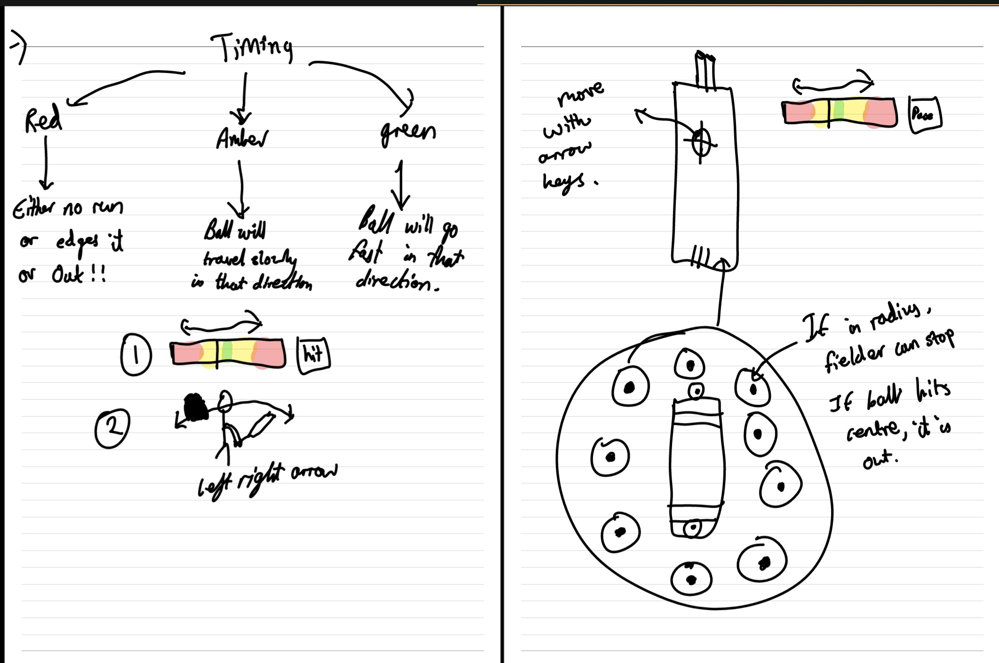 Timing
Red
Amber
green
Either no run
or edges it
or Out!!
Ball will
travel slowly
in that direction
Ball will go
fast in that
direction.
1
hit
2
left right arrow
move
with
arrow
keys.
Pace
If in radius,
fielder can stop
If ball hits
centre, it is
out.